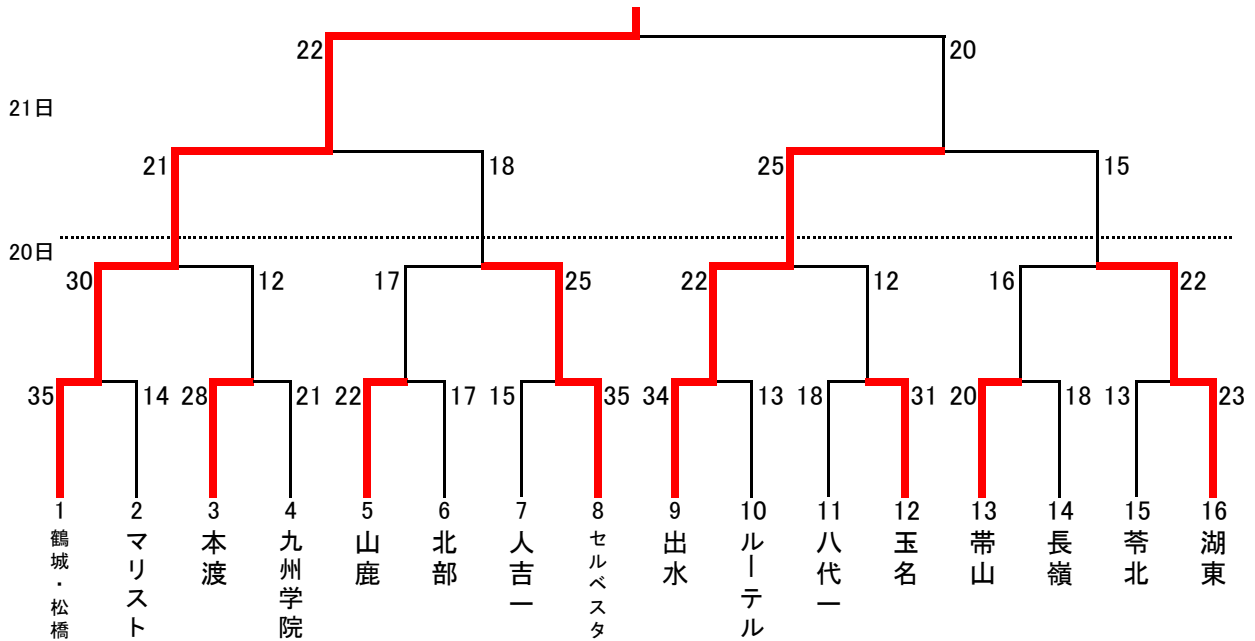 22
20
21日
21
18
25
15
20日
30
12
17
25
22
12
16
22
35
14
28
21
22
17
15
35
34
13
18
31
20
18
13
23
1
2
3
4
5
6
7
8
9
10
11
12
13
14
15
16
鶴城・松橋
マリスト
本渡
九州学院
山鹿
北部
人吉一
セルベスタ
出水
ルーテル
八代一
玉名
帯山
長嶺
苓北
湖東